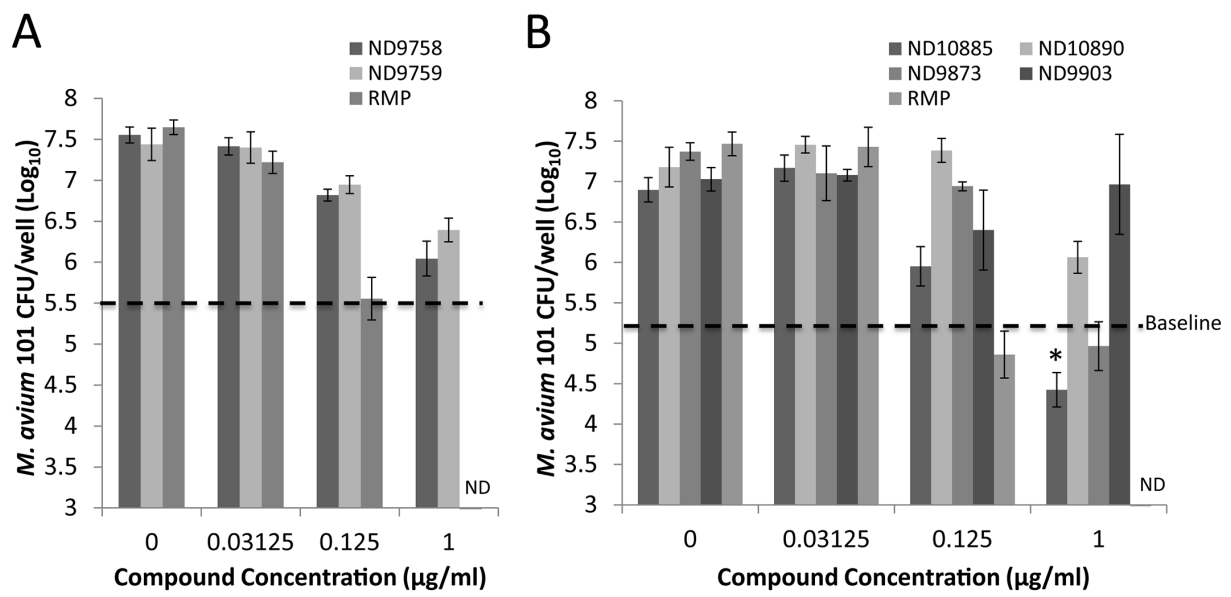 A
ND9758
ND9759
RMP
M. avium 101 CFU/well (Log10)
8
7.5
7
6.5
6
5.5
5
4.5
4
3.5
3
ND
0
0.03125
0.125
1
Compound Concentration (µg/ml)
B
ND10885
ND10890
ND9873
ND9903
RMP
M. avium 101 CFU/well (Log10)
8
7.5
7
6.5
6
5.5
5
4.5
4
3.5
3
Baseline
*
ND
0
0.03125
0.125
1
Compound Concentration (µg/ml)